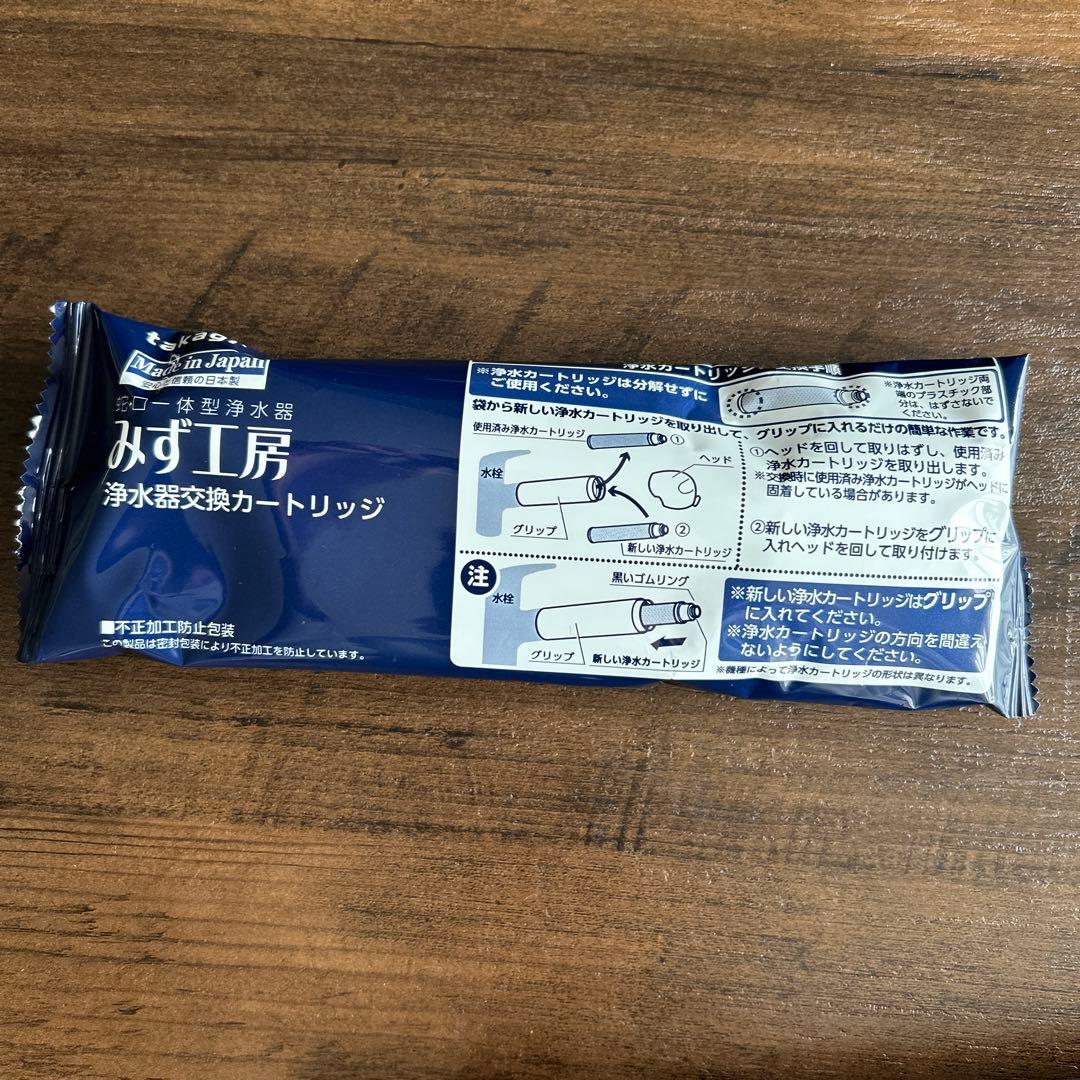 takag
Made in Japan
安心と信頼の日本製
蛇口一体型浄水器
みず工房
浄水器交換カートリッジ
■不正加工防止包装
この製品は密封包装により不正加工を防止しています。
※浄水カートリッジは分解せずに
ご使用ください。
※浄水カートリッジ両
端のプラスチック部
分は、はずさないで
ください。
袋から新しい浄水カートリッジを取り出して、グリップに入れるだけの簡単な作業です。
使用済み浄水カートリッジ
①
水栓
ヘッド
グリップ
②
新しい浄水カートリッジ
①ヘッドを回して取りはずし、使用済み
浄水カートリッジを取り出します。
※交換時に使用済み浄水カートリッジがヘッドに
固着している場合があります。
②新しい浄水カートリッジをグリップに
入れヘッドを回して取り付けます。
注
黒いゴムリング
水栓
グリップ
新しい浄水カートリッジ
※新しい浄水カートリッジはグリップ
に入れてください。
※浄水カートリッジの方向を間違え
ないようにしてください。
※機種によって浄水カートリッジの形状は異なります。